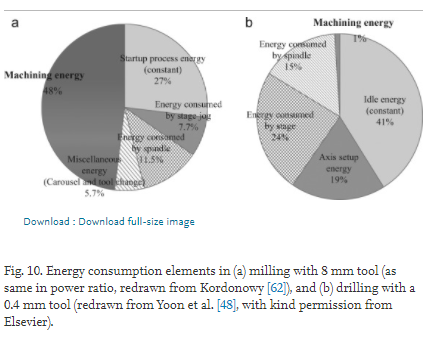 a
Startup process energy
(constant)
27%
Machining energy
48%
Energy consumed
by stage jog
7.7%
Energy consumed
by spindle
11.5%
Miscellaneous
energy
(Carousel and tool change)
5.7%
b
Machining energy
1%
Energy consumed
by spindle
15%
Idle energy
(constant)
41%
Energy consumed
by stage
24%
Axis setup
energy
19%
Download : Download full-size image
Fig. 10. Energy consumption elements in (a) milling with 8 mm tool (as
same in power ratio, redrawn from Kordonowy [62]), and (b) drilling with a
0.4 mm tool (redrawn from Yoon et al. [48], with kind permission from
Elsevier).